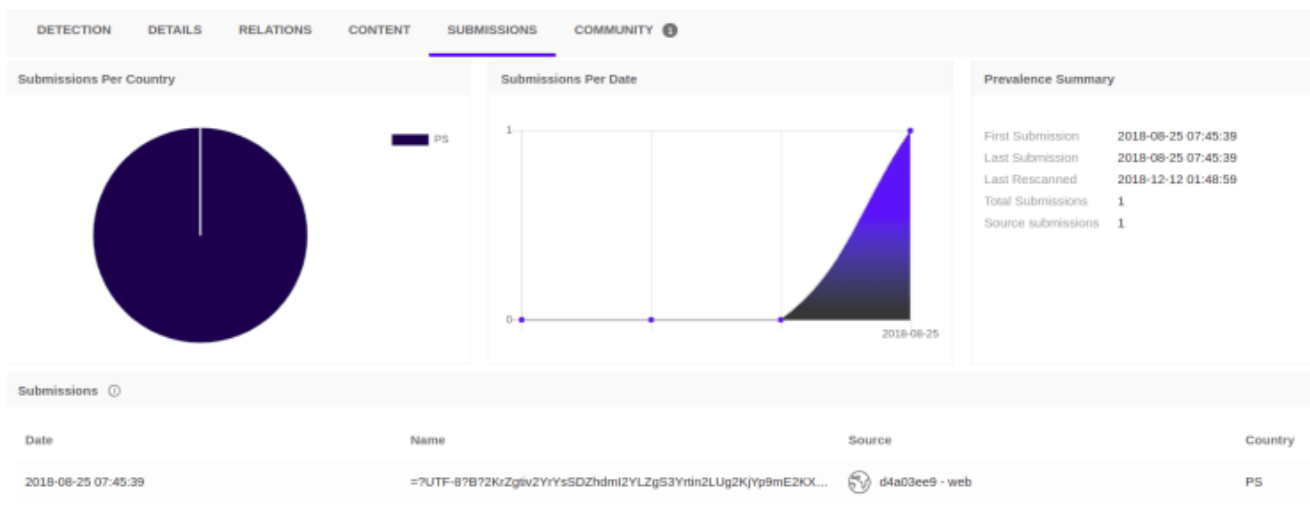 DETECTION DETAILS RELATIONS CONTENT SUBMISSIONS COMMUNITY 1
Submissions Per Country
PS
Submissions Per Date
1
0
2018-08-25
Prevalence Summary
First Submission 2018-08-25 07:45:39
Last Submission 2018-08-25 07:45:39
Last Rescanned 2018-12-12 01:48:59
Total Submissions 1
Source submissions 1
Submissions
Date Name Source Country
2018-08-25 07:45:39 d4a03ee9 - web PS